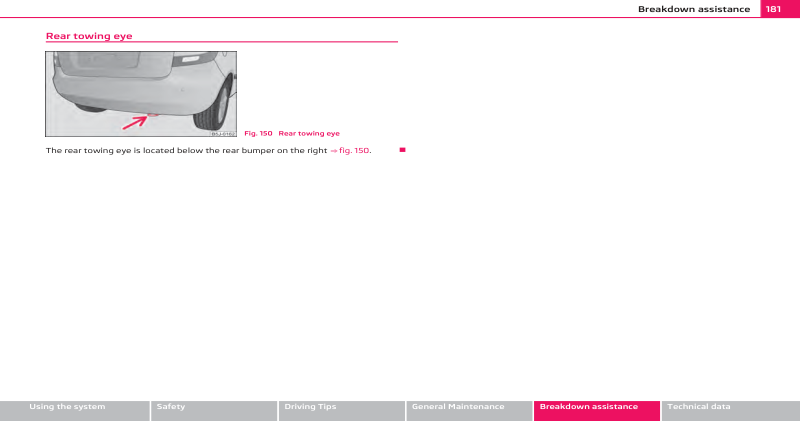 Breakdown assistance 181
Rear towing eye
B5J-0162
Fig. 150 Rear towing eye
The rear towing eye is located below the rear bumper on the right ⇒ fig. 150.
Using the system Safety Driving Tips General Maintenance Breakdown assistance Technical data